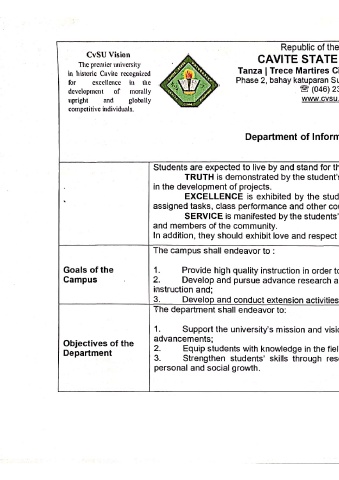 CvSU Vision
The premier university
in historic Cavite recognized
for excellence in the
development of morally
upright and globally
competitive individuals.
Republic of the
CAVITE STATE
Tanza | Trece Martires C
Phase 2, bahay katuparan Su
☏ (046) 23
www.cvsu.
Department of Inform
Students are expected to live by and stand for th
TRUTH is demonstrated by the student's
in the development of projects.
EXCELLENCE is exhibited by the stud
assigned tasks, class performance and other co
SERVICE is manifested by the students'
and members of the community.
In addition, they should exhibit love and respect
Goals of the
Campus
The campus shall endeavor to :
1. Provide high quality instruction in order to
2. Develop and pursue advance research a
instruction and;
3. Develop and conduct extension activities
Objectives of the
Department
The department shall endeavor to:
1. Support the university's mission and visi
advancements;
2. Equip students with knowledge in the fiel
3. Strengthen students' skills through res
personal and social growth.